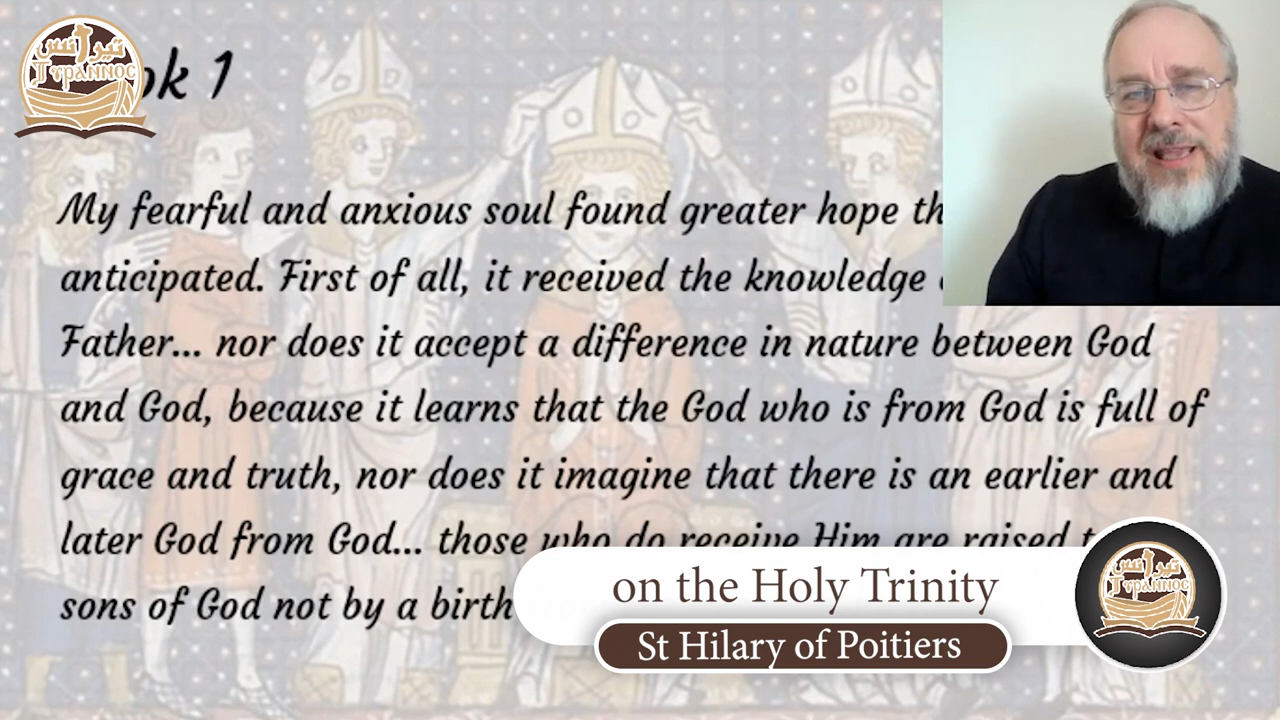 تيرانس
Τυραννος
ok 1
My fearful and anxious soul found greater hope th
anticipated. First of all, it received the knowledge
Father... nor does it accept a difference in nature between God
and God, because it learns that the God who is from God is full of
grace and truth, nor does it imagine that there is an earlier and
later God from God... those who do receive Him are raised t
sons of God not by a birth
on the Holy Trinity
St Hilary of Poitiers
تيرانس
Τυραννος